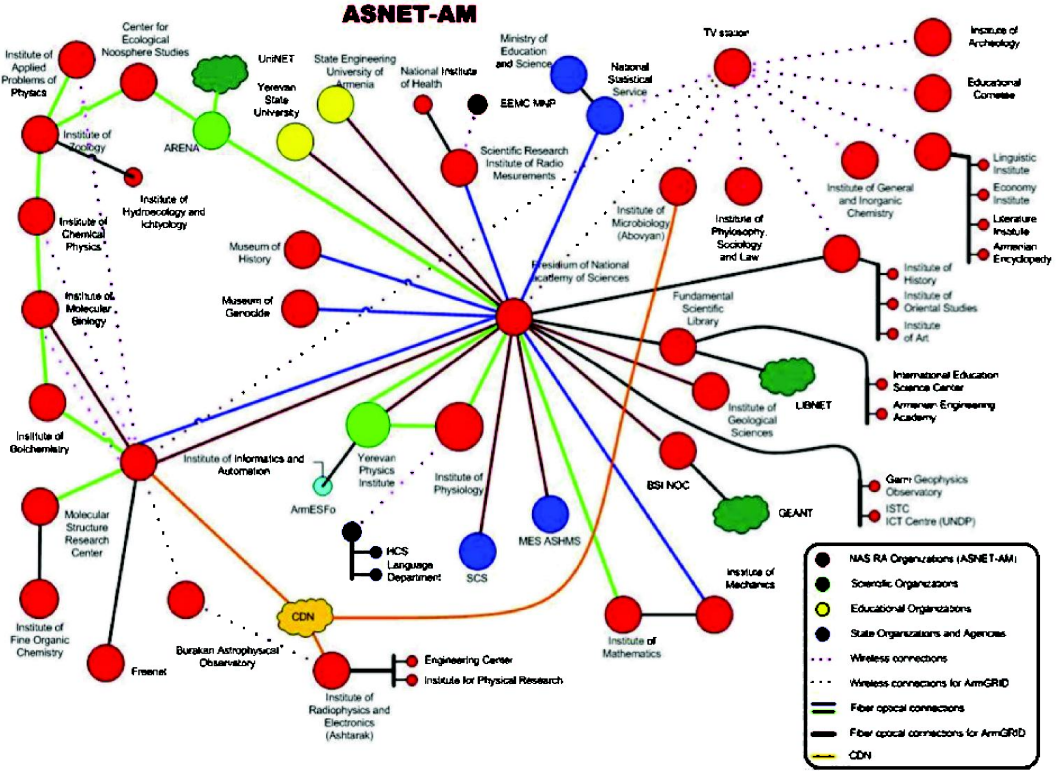 ASNET-AM
Institute of
Applied
Problems of
Physics
Center for
Ecological
Noosphere Studies
UniNET
Yerevan
State
University
State Engineering
University of
Armenia
National Institute
of Health
EEMC MNP
Ministry of
Education
and Science
National
Statistical
Service
TV station
Institute of
Archeology
Educational
Institute of
Zoology
ARENA
Scientific Research
Institute of Radio
Mesurements
Institute of
Hydroecology and
Ichtyology
Institute of
Chemical
Physics
Institute of
Microbiology
(Abovyan)
Institute of
Phylosophy,
Sociology
and Law
Institute of General
and Inorganic
Chemistry
Linguistic
Institute
Economy
Institute
Literature
Institute
Armenian
Encyclopedy
Museum of
History
Presidium of National
Academy of Sciences
Institute of
History
Institute of
Oriental Studies
Institute
of Art
Museum of
Genocide
Institute of
Molecular
Biology
Fundamental
Scientific
Library
LIBNET
International Education
Science Center
Armenian Engineering
Academy
Institute of
Geological
Sciences
Institute of
Boichemistry
Institute of Informatics and
Automation
ArmESFo
Yerevan
Physics
Institute
Institute of
Physiology
BSI NOC
GEANT
Garni Geophysics
Observatory
ISTC
ICT Centre (UNDP)
Molecular
Structure
Research
Center
HCS
Language
Department
SCS
MES ASHMS
Institute of
Mechanics
Institute of
Mathematics
Institute of
Fine Organic
Chemistry
Freenet
Burakan Astrophysical
Observatory
CDN
Engineering Center
Institute for Physical Research
Institute of
Radiophysics and
Electronics
(Ashtarak)
NAS RA Organizations (ASNET-AM)
Scientific Organizations
Educational Organizations
State Organizations and Agencies
Wireless connections
Wireless connections for ArmGRID
Fiber optical connections
Fiber optical connections for ArmGRID
CDN